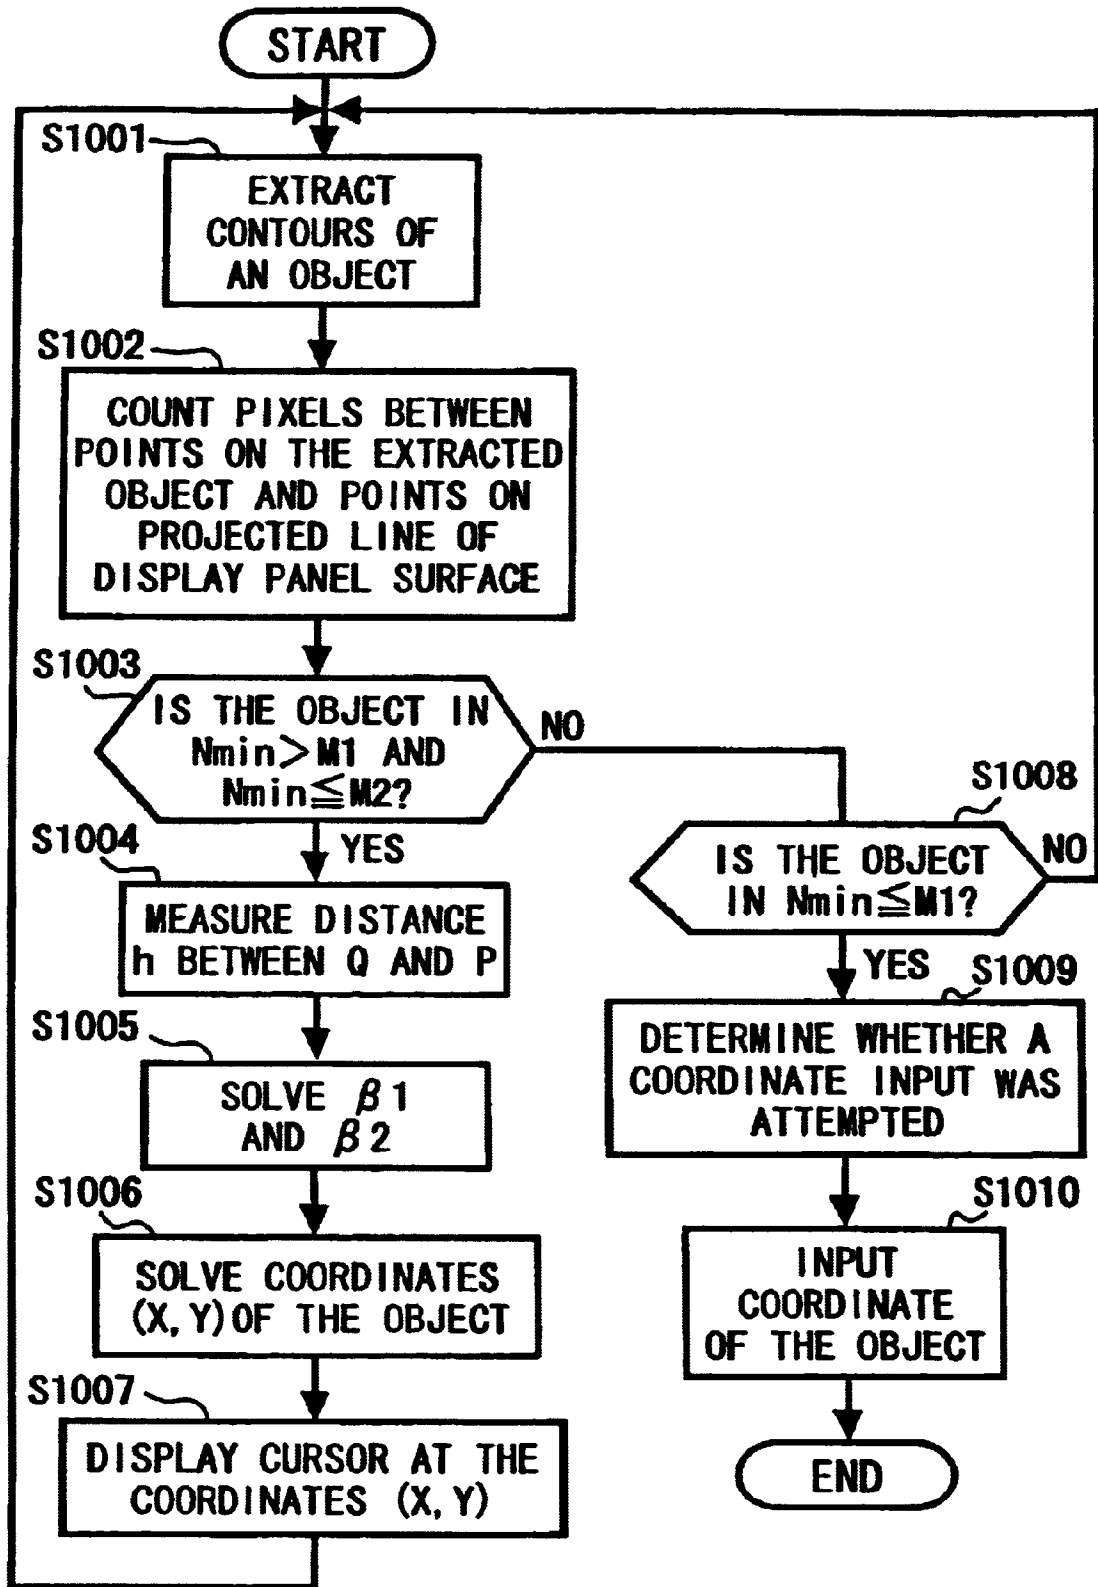 START
S1001
EXTRACT
CONTOURS OF
AN OBJECT
S1002
COUNT PIXELS BETWEEN
POINTS ON THE EXTRACTED
OBJECT AND POINTS ON
PROJECTED LINE OF
DISPLAY PANEL SURFACE
S1003
IS THE OBJECT IN
Nmin>M1 AND
Nmin≦M2?
NO
YES
S1004
MEASURE DISTANCE
h BETWEEN Q AND P
S1005
SOLVE β1
AND β2
S1006
SOLVE COORDINATES
(X, Y) OF THE OBJECT
S1007
DISPLAY CURSOR AT THE
COORDINATES (X, Y)
S1008
IS THE OBJECT
IN Nmin≦M1?
NO
YES
S1009
DETERMINE WHETHER A
COORDINATE INPUT WAS
ATTEMPTED
S1010
INPUT
COORDINATE
OF THE OBJECT
END